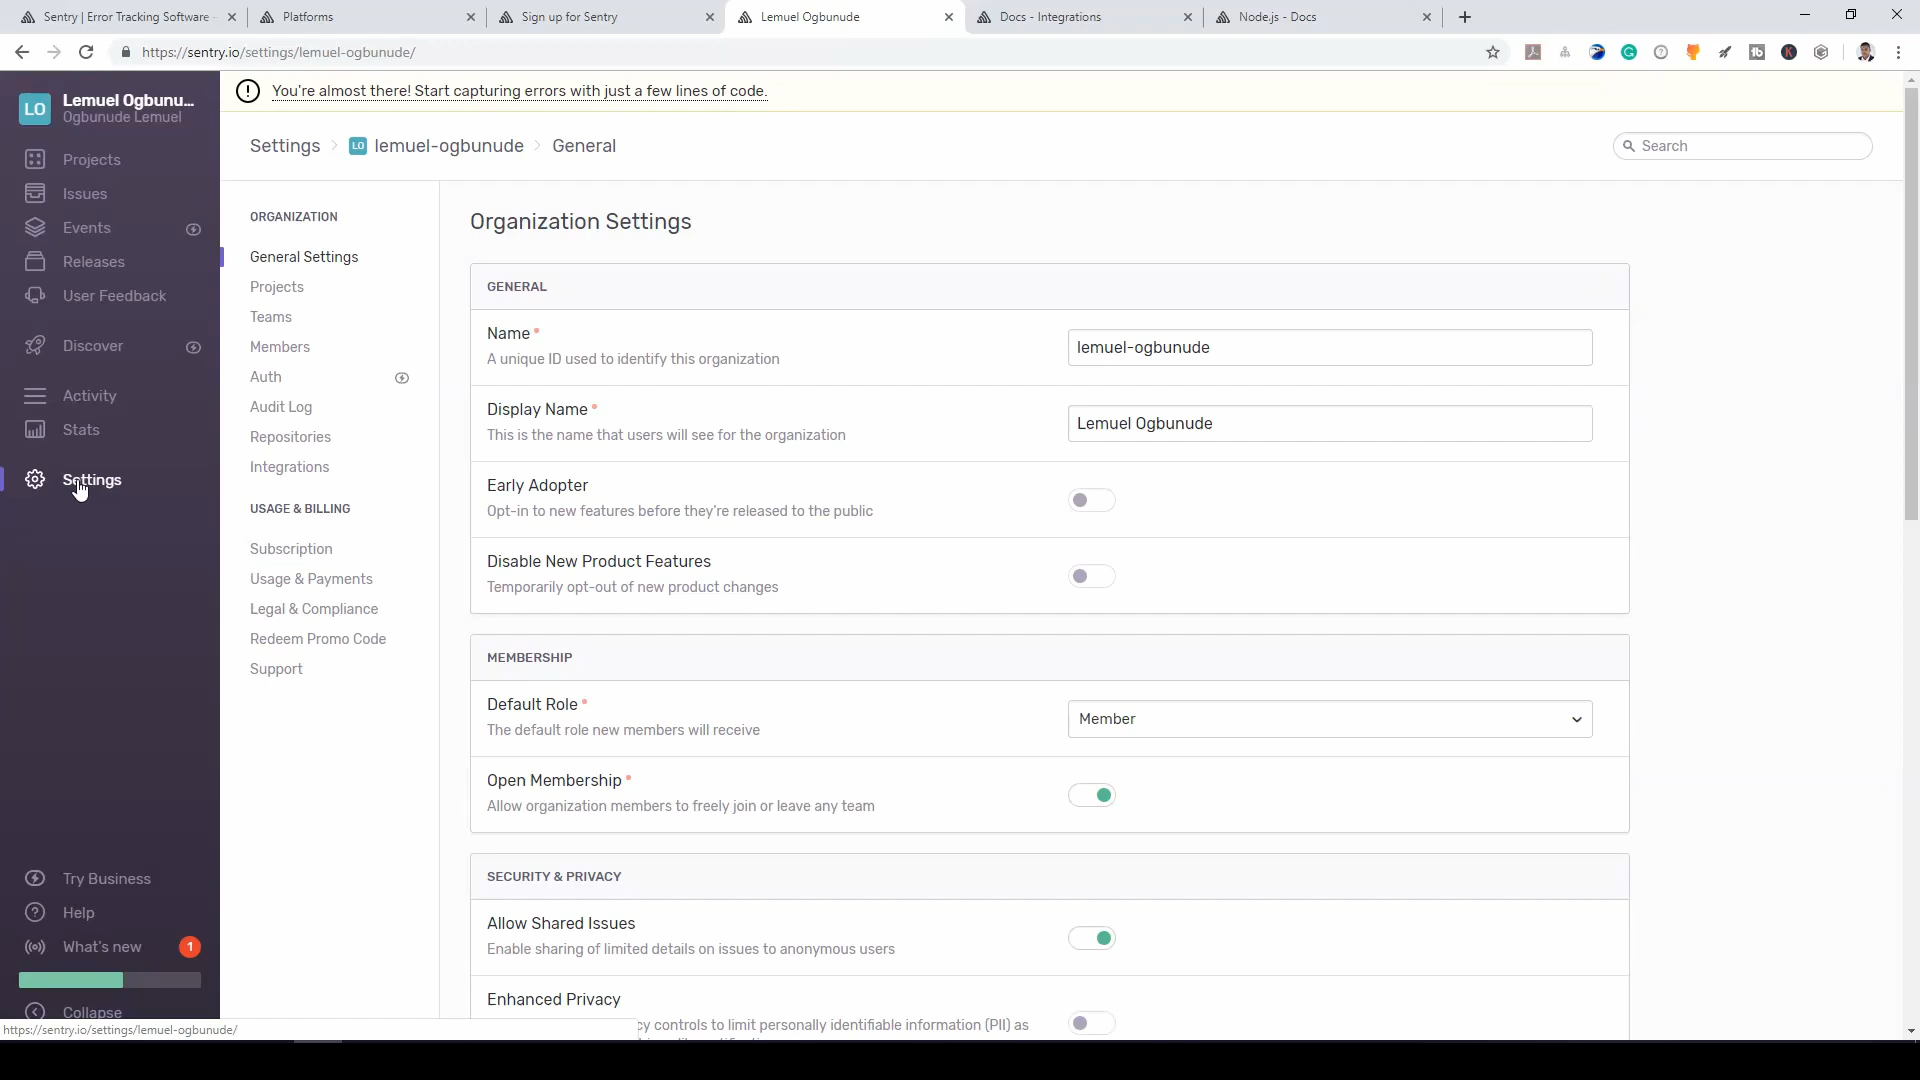 Sentry | Error Tracking Software -
Platforms
Sign up for Sentry
Lemuel Ogbunude
Docs - Integrations
Node.js - Docs
https://sentry.io/settings/lemuel-ogbunude/
LO
Lemuel Ogbunu...
Ogbunude Lemuel
Projects
Issues
Events
Releases
User Feedback
Discover
Activity
Stats
Settings
Try Business
Help
What's new
1
Collapse
https://sentry.io/settings/lemuel-ogbunude/
You're almost there! Start capturing errors with just a few lines of code.
Settings > LO lemuel-ogbunude > General
Search
ORGANIZATION
General Settings
Projects
Teams
Members
Auth
Audit Log
Repositories
Integrations
USAGE & BILLING
Subscription
Usage & Payments
Legal & Compliance
Redeem Promo Code
Support
Organization Settings
GENERAL
Name *
A unique ID used to identify this organization
lemuel-ogbunude
Display Name *
This is the name that users will see for the organization
Lemuel Ogbunude
Early Adopter
Opt-in to new features before they're released to the public
Disable New Product Features
Temporarily opt-out of new product changes
MEMBERSHIP
Default Role *
The default role new members will receive
Member
Open Membership *
Allow organization members to freely join or leave any team
SECURITY & PRIVACY
Allow Shared Issues
Enable sharing of limited details on issues to anonymous users
Enhanced Privacy
cy controls to limit personally identifiable information (PII) as